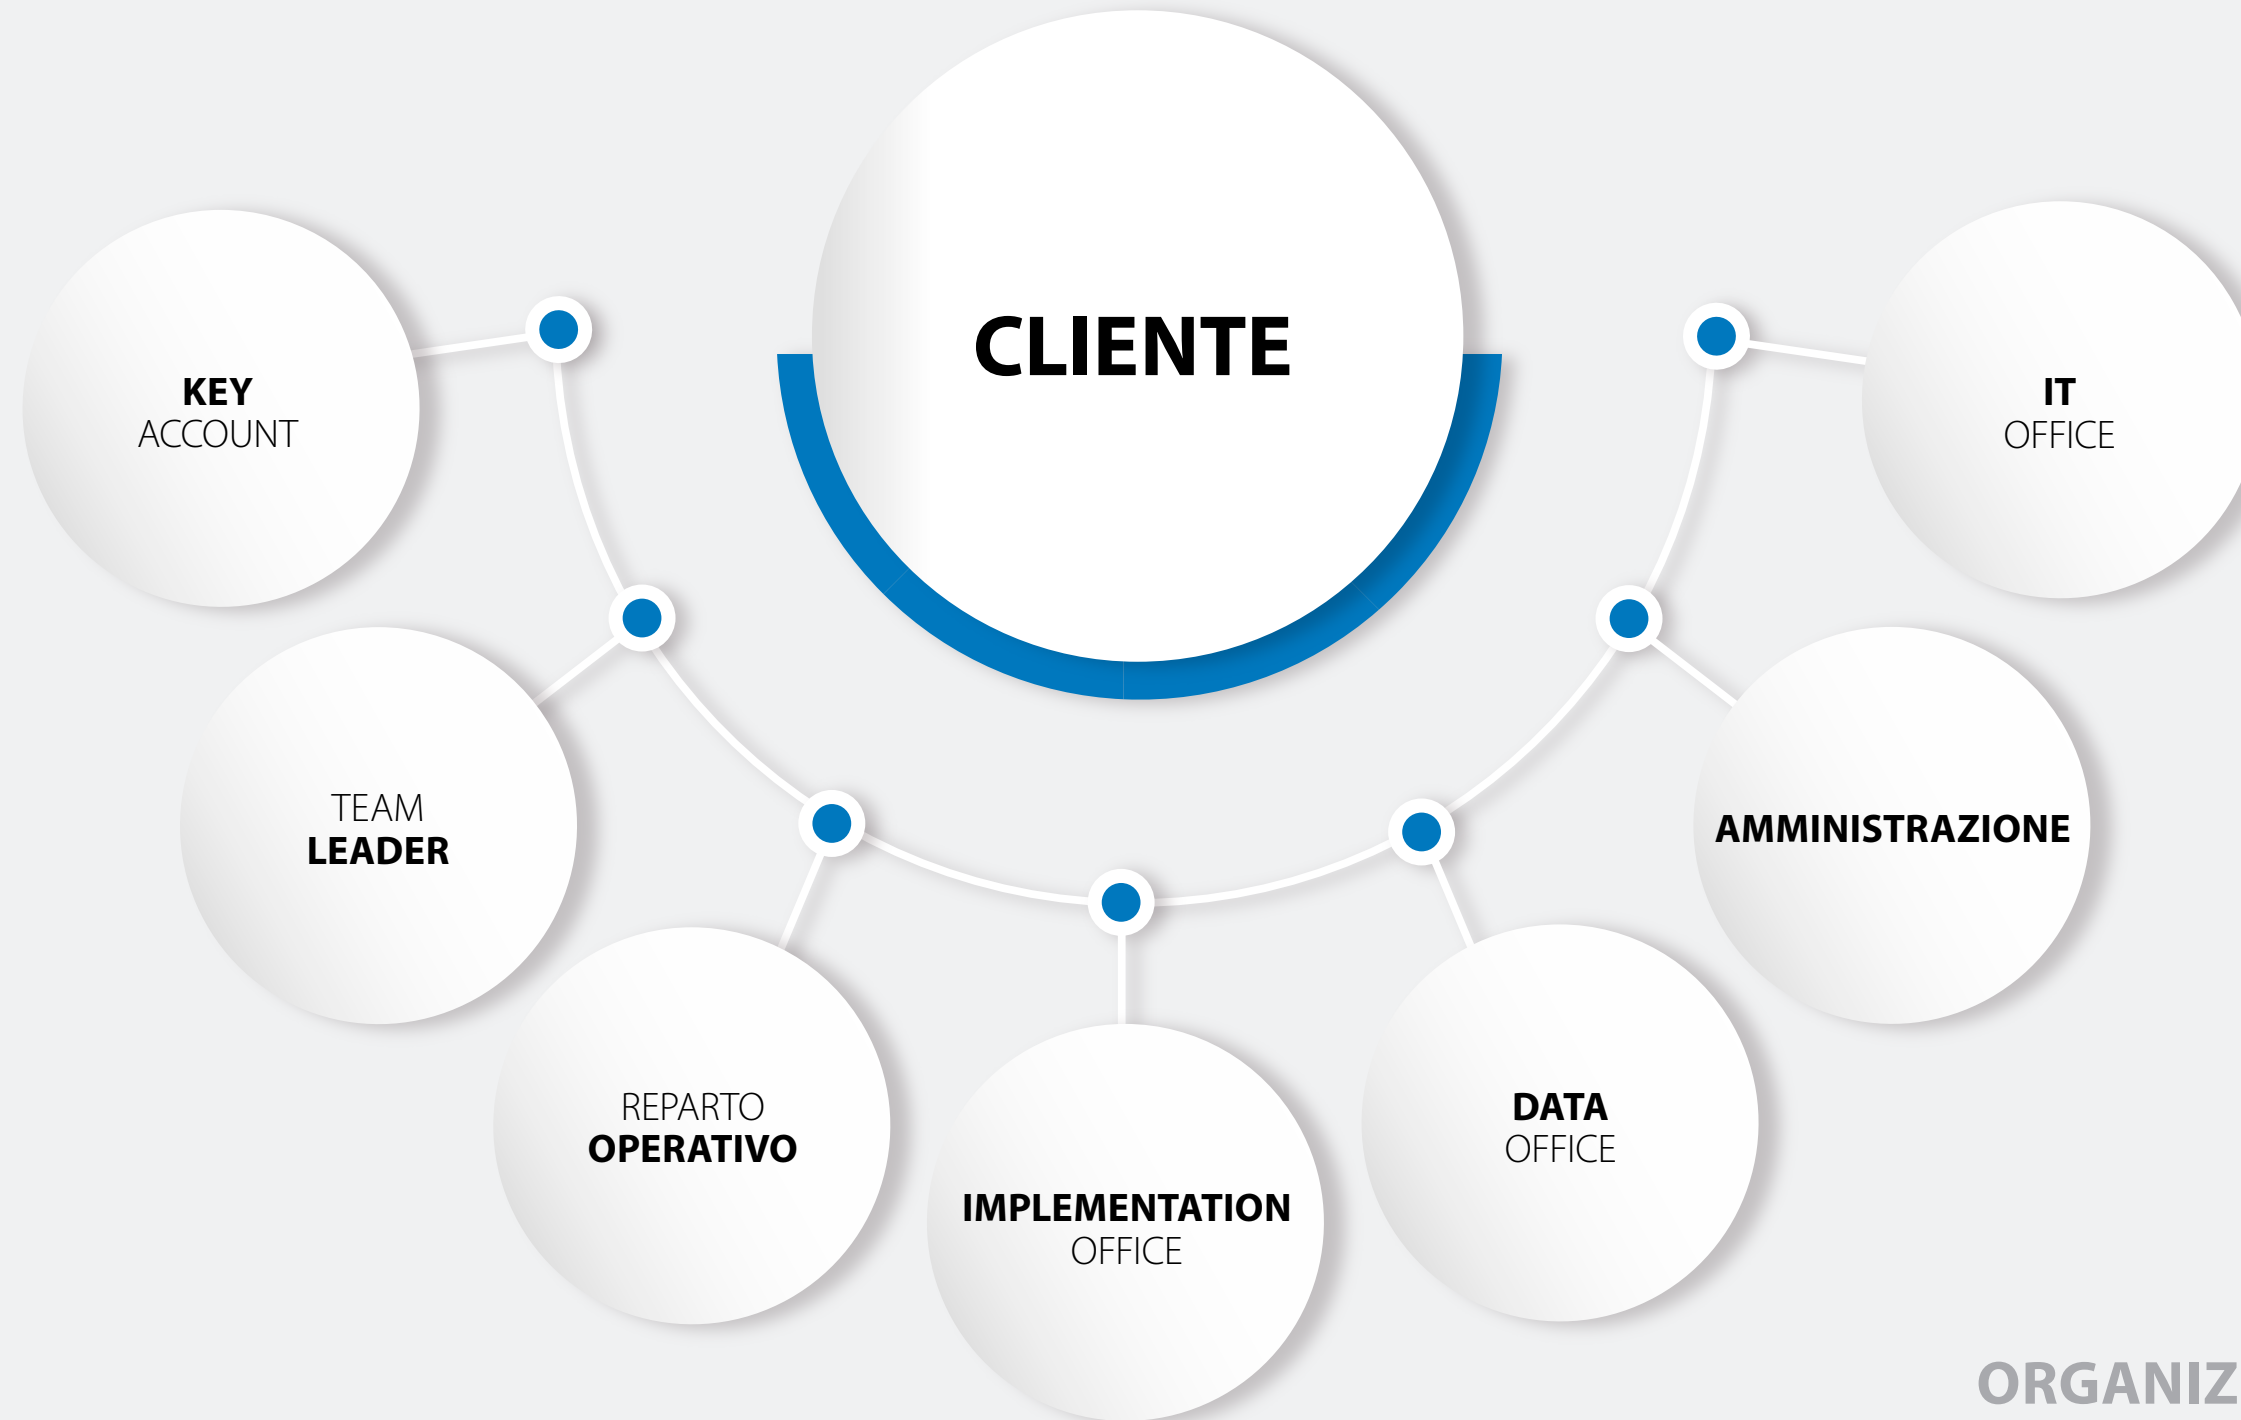 CLIENTE
KEY
ACCOUNT
IT
OFFICE
TEAM
LEADER
AMMINISTRAZIONE
REPARTO
OPERATIVO
DATA
OFFICE
IMPLEMENTATION
OFFICE
ORGANIZ